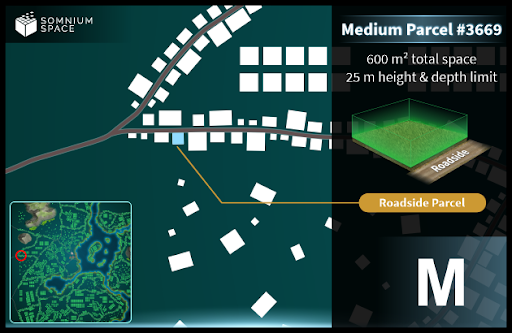 SOMNIUM
SPACE
Medium Parcel #3669
600 m² total space
25 m height & depth limit
Roadside
Roadside Parcel
M